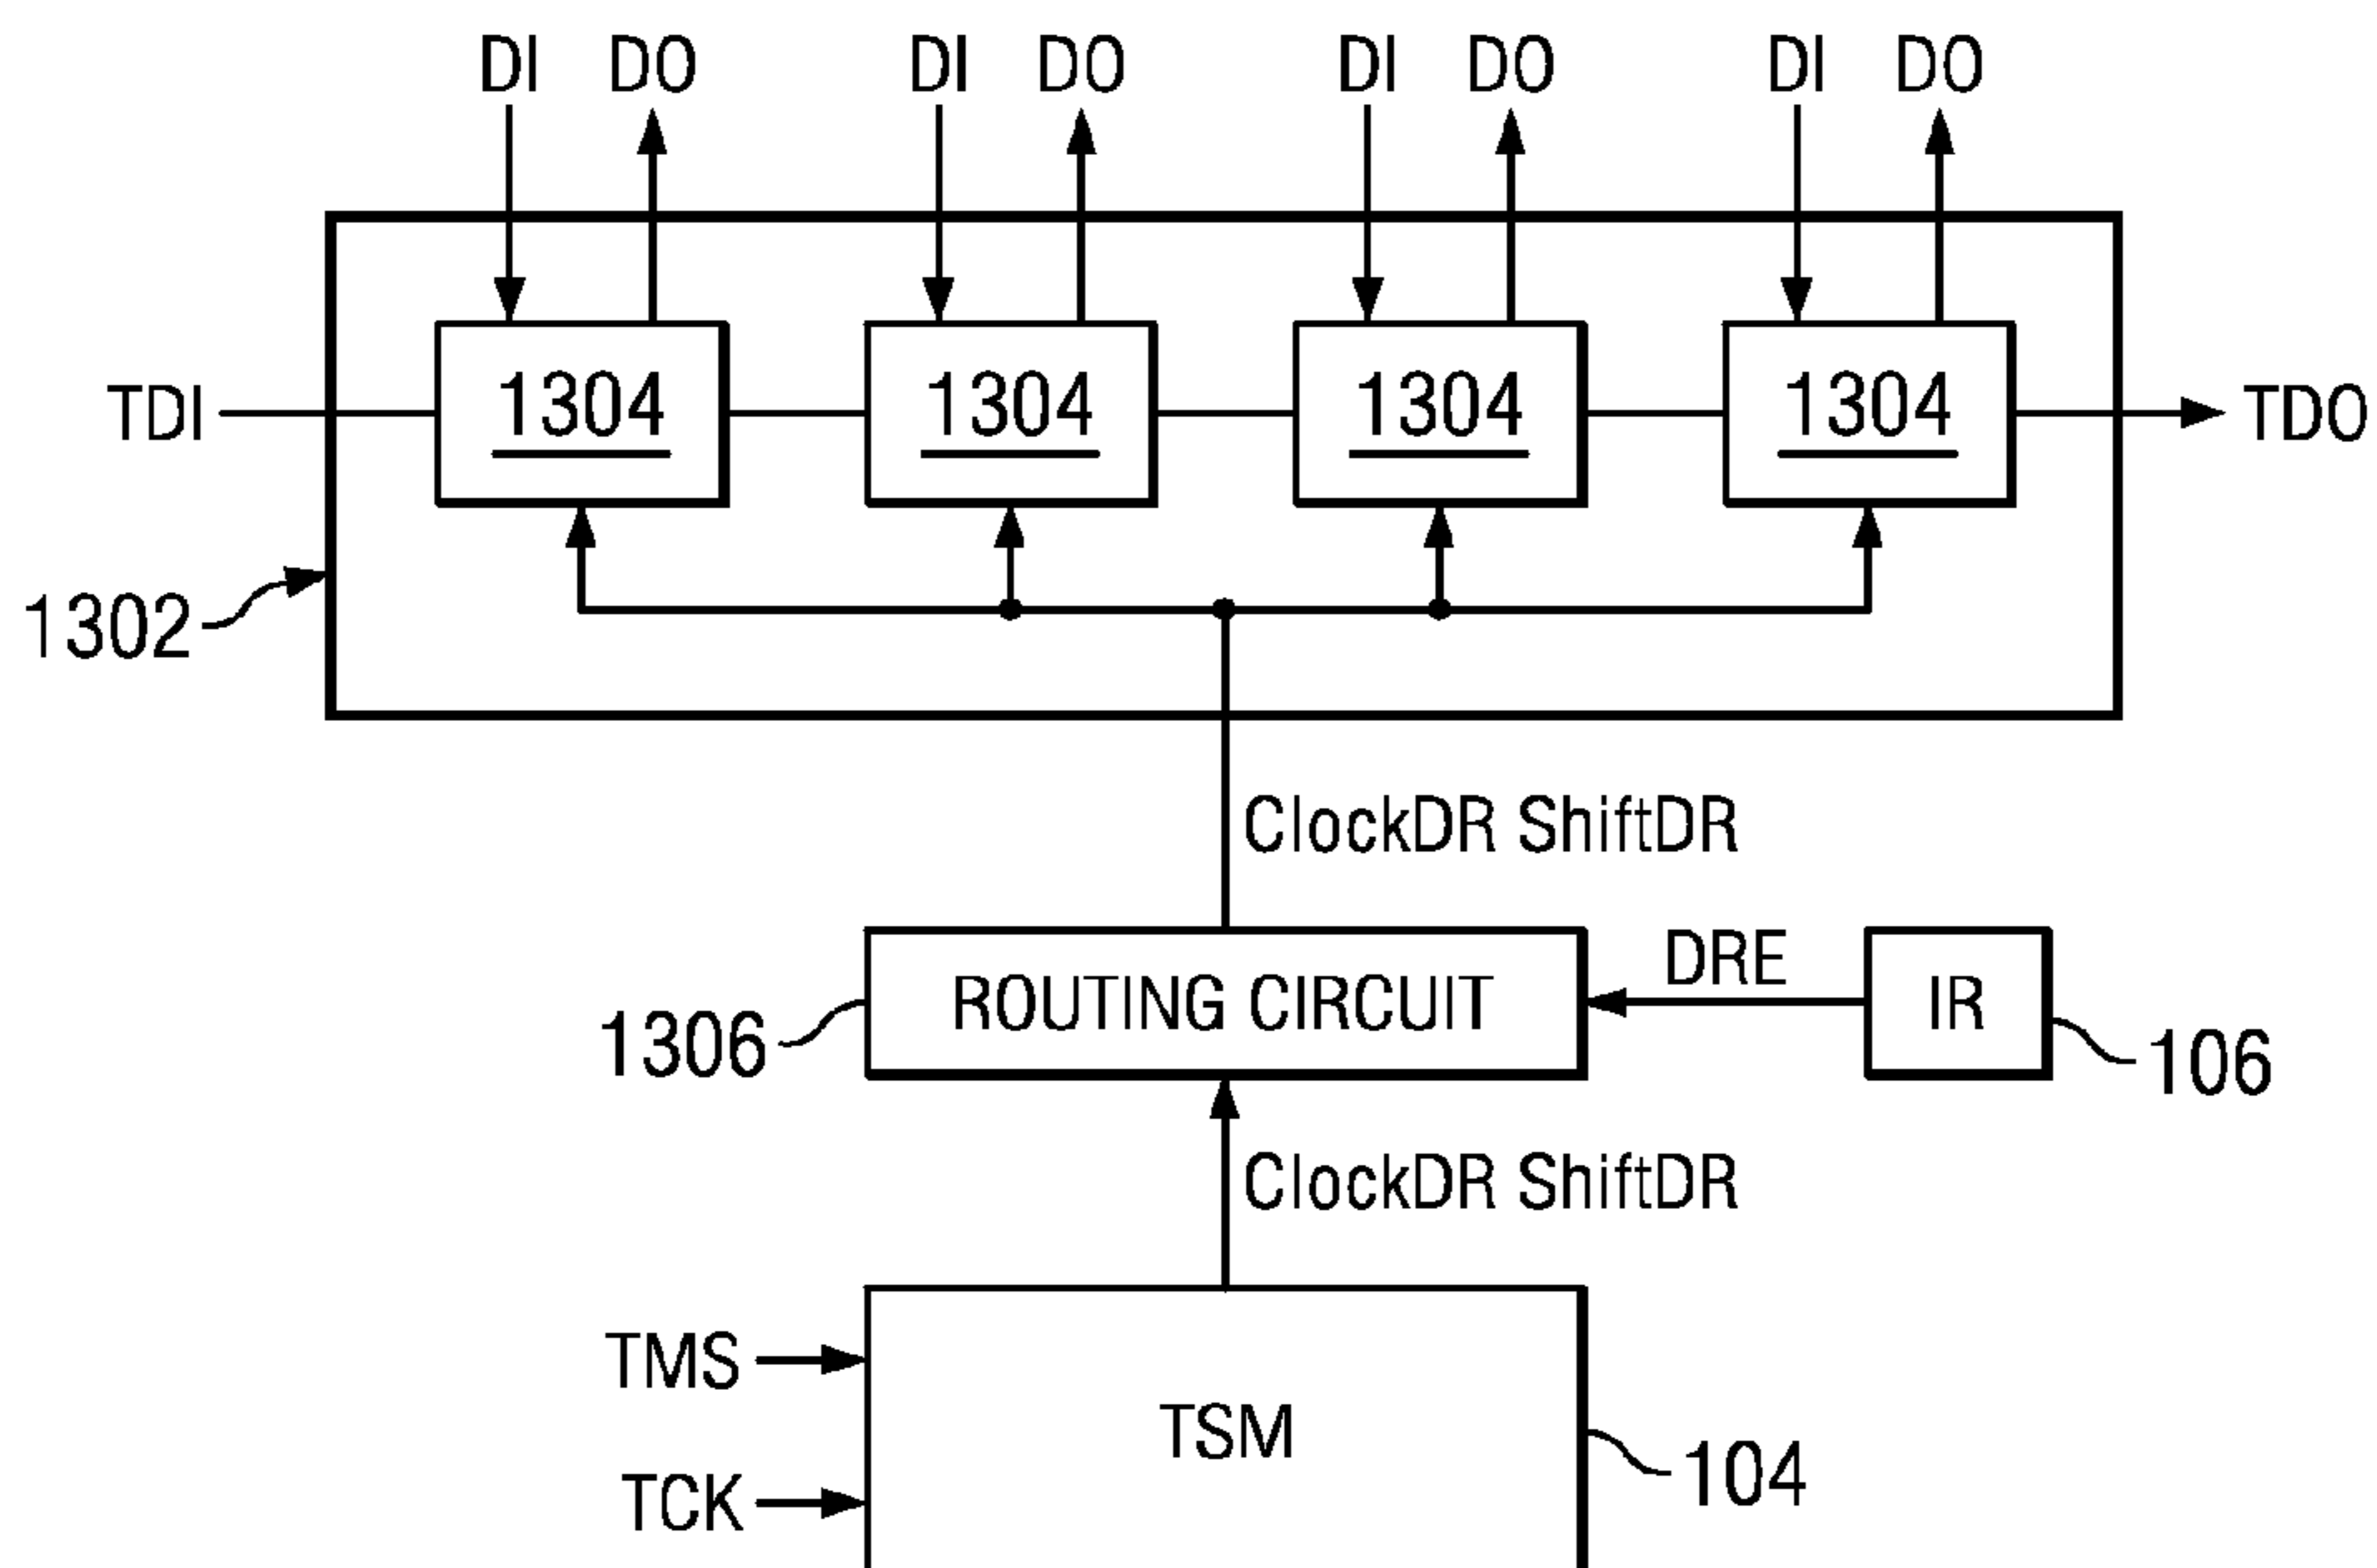 DI DO DI DO DI DO DI DO
TDI 1304 1304 1304 1304 TDO
1302
ClockDR ShiftDR
DRE
ROUTING CIRCUIT IR
1306 106
ClockDR ShiftDR
TMS
TSM
104
TCK